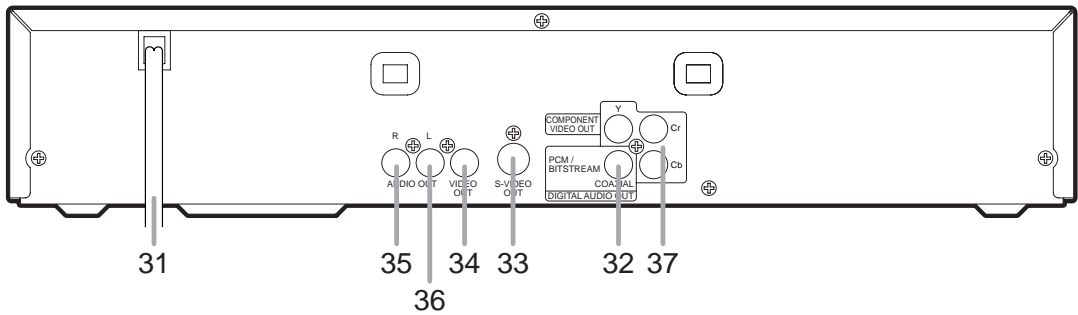 Y
COMPONENT
VIDEO OUT
Cr
R
L
PCM /
BITSTREAM
Cb
AUDIO OUT
VIDEO
OUT
S-VIDEO
OUT
COAXIAL
DIGITAL AUDIO OUT
31
35
34
33
32
37
36